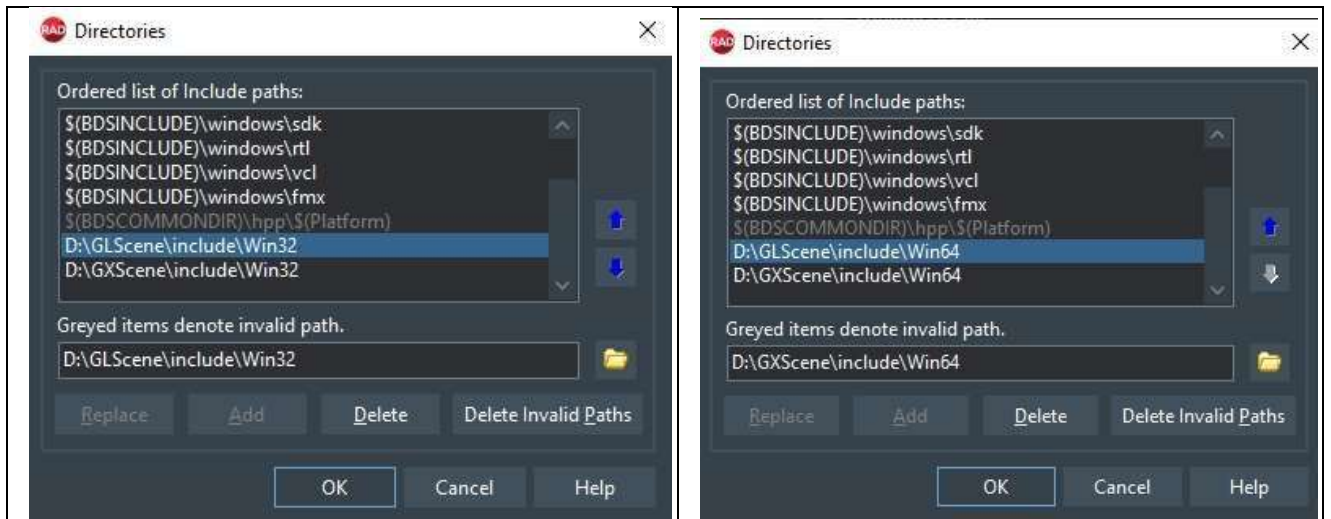 RAD Directories
Ordered list of Include paths:
$(BDSINCLUDE)\windows\sdk
$(BDSINCLUDE)\windows\rtl
$(BDSINCLUDE)\windows\vcl
$(BDSINCLUDE)\windows\fmx
$(BDSCOMMONDIR)\hpp\$(Platform)
D:\GLScene\include\Win32
D:\GXScene\include\Win32
Greyed items denote invalid path.
D:\GLScene\include\Win32
Replace Add Delete Delete Invalid Paths
OK Cancel Help
RAD Directories
Ordered list of Include paths:
$(BDSINCLUDE)\windows\sdk
$(BDSINCLUDE)\windows\rtl
$(BDSINCLUDE)\windows\vcl
$(BDSINCLUDE)\windows\fmx
$(BDSCOMMONDIR)\hpp\$(Platform)
D:\GLScene\include\Win64
D:\GXScene\include\Win64
Greyed items denote invalid path.
D:\GXScene\include\Win64
Replace Add Delete Delete Invalid Paths
OK Cancel Help